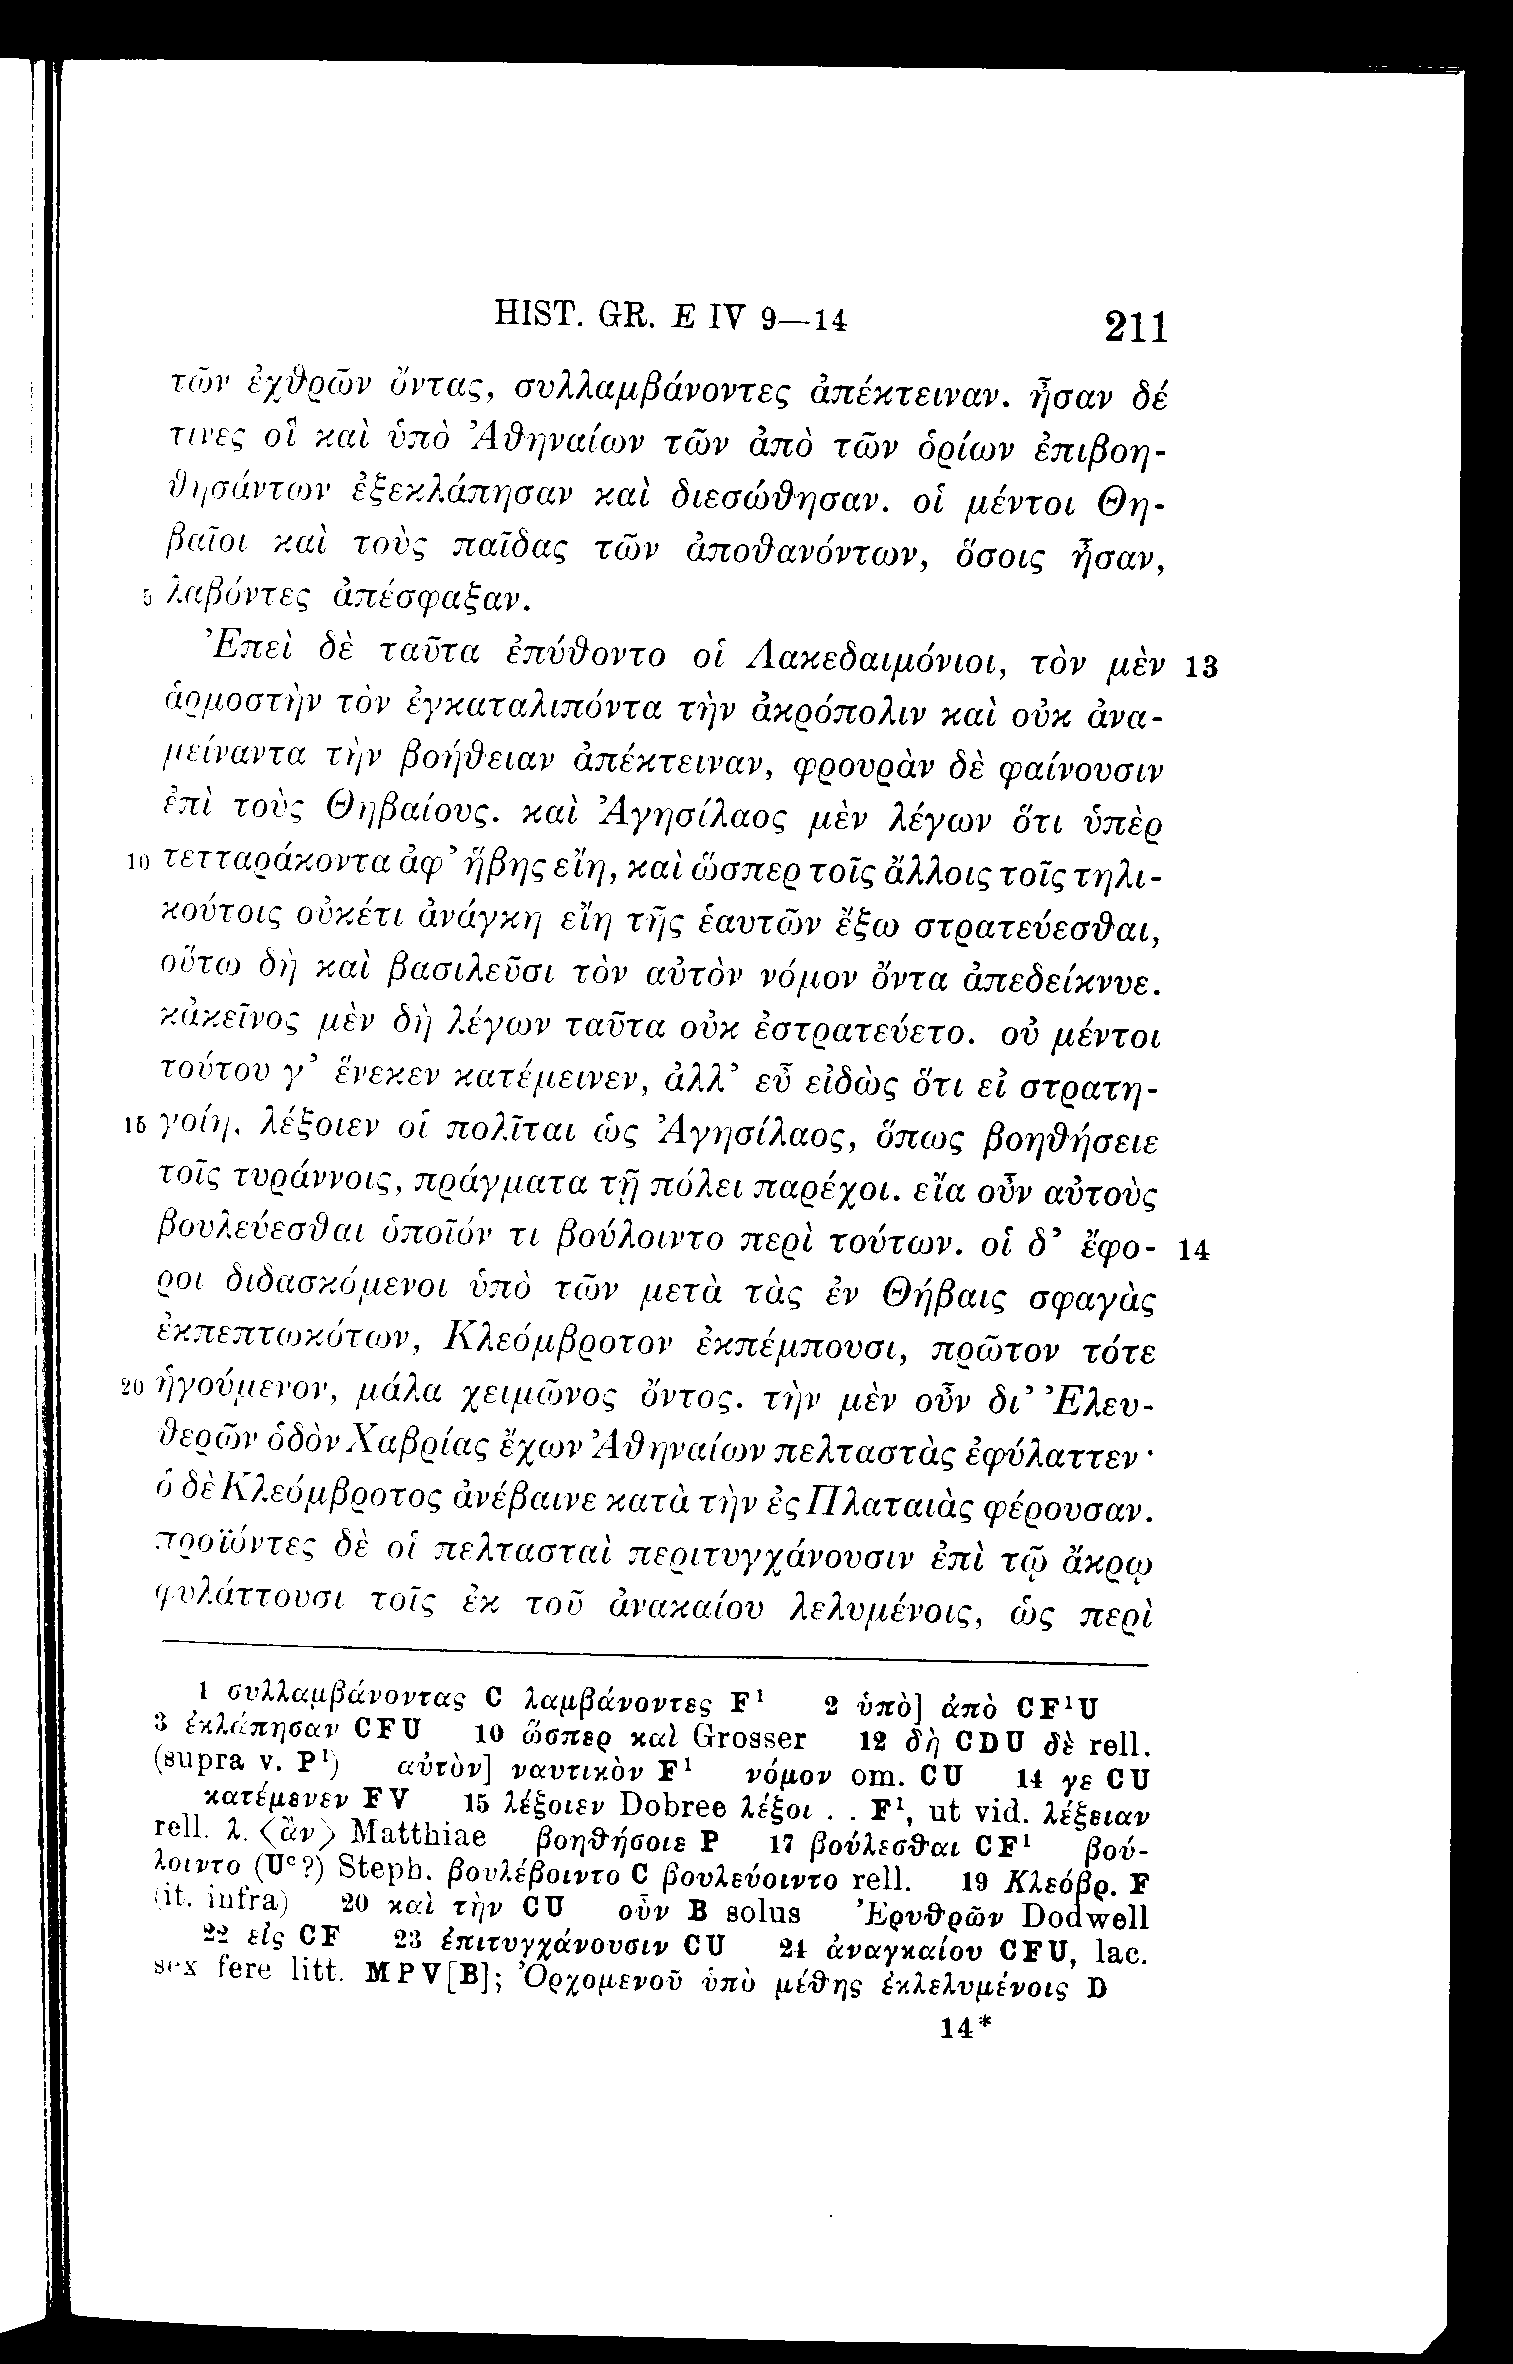 HIST. GR. E IV 9—14 211
τῶν ἐχθρῶν ὄντας, συλλαμβάνοντες ἀπέκτειναν. ἦσαν δέ
τινες οἳ καὶ ὑπὸ Ἀθηναίων τῶν ἀπὸ τῶν ὁρίων ἐπιβοη-
θησάντων ἐξεκλάπησαν καὶ διεσώθησαν. οἱ μέντοι Θη-
βαῖοι καὶ τοὺς παῖδας τῶν ἀποθανόντων, ὅσοις ἦσαν,
5 λαβόντες ἀπέσφαξαν.
Ἐπεὶ δὲ ταῦτα ἐπύθοντο οἱ Λακεδαιμόνιοι, τὸν μὲν 13
ἁρμοστὴν τὸν ἐγκαταλιπόντα τὴν ἀκρόπολιν καὶ οὐκ ἀνα-
μείναντα τὴν βοήθειαν ἀπέκτειναν, φρουρὰν δὲ φαίνουσιν
ἐπὶ τοὺς Θηβαίους. καὶ Ἀγησίλαος μὲν λέγων ὅτι ὑπὲρ
10 τετταράκοντα ἀφ’ ἥβης εἴη, καὶ ὥσπερ τοῖς ἄλλοις τοῖς τηλι-
κούτοις οὐκέτι ἀνάγκη εἴη τῆς ἑαυτῶν ἔξω στρατεύεσθαι,
οὕτω δὴ καὶ βασιλεῦσι τὸν αὐτὸν νόμον ὄντα ἀπεδείκνυε.
κἀκεῖνος μὲν δὴ λέγων ταῦτα οὐκ ἐστρατεύετο. οὐ μέντοι
τούτου γ’ ἕνεκεν κατέμεινεν, ἀλλ’ εὖ εἰδὼς ὅτι εἰ στρατη-
15 γοίη, λέξοιεν οἱ πολῖται ὡς Ἀγησίλαος, ὅπως βοηθήσειε
τοῖς τυράννοις, πράγματα τῇ πόλει παρέχοι. εἴα οὖν αὐτοὺς
βουλεύεσθαι ὁποῖόν τι βούλοιντο περὶ τούτων. οἱ δ’ ἔφο- 14
ροι διδασκόμενοι ὑπὸ τῶν μετὰ τὰς ἐν Θήβαις σφαγὰς
ἐκπεπτωκότων, Κλεόμβροτον ἐκπέμπουσι, πρῶτον τότε
20 ἡγούμενον, μάλα χειμῶνος ὄντος. τὴν μὲν οὖν δι’ Ἐλευ-
θερῶν ὁδὸν Χαβρίας ἔχων Ἀθηναίων πελταστὰς ἐφύλαττεν·
ὁ δὲ Κλεόμβροτος ἀνέβαινε κατὰ τὴν ἐς Πλαταιὰς φέρουσαν.
προϊόντες δὲ οἱ πελτασταὶ περιτυγχάνουσιν ἐπὶ τῷ ἄκρῳ
φυλάττουσι τοῖς ἐκ τοῦ ἀνακαίου λελυμένοις, ὡς περὶ
1 συλλαμβάνοντας C λαμβάνοντες F¹ 2 ὑπὸ] ἀπὸ CF¹U
3 ἐκλάπησαν CFU 10 ὥσπερ καὶ Grosser 12 δὴ CDU δὲ rell.
(supra v. P¹) αὐτὸν] ναυτικὸν F¹ νόμον om. CU 14 γε CU
κατέμενεν FV 15 λέξοιεν Dobree λέξοι . . F¹, ut vid. λέξειαν
rell. λ. ⟨ἂν⟩ Matthiae βοηθήσοιε P 17 βούλεσθαι CF¹ βού-
λοιντο (Uᶜ?) Steph. βουλέβοιντο C βουλεύοιντο rell. 19 Κλεόβρ. F
(it. infra) 20 καὶ τὴν CU οὖν B solus Ἐρυθρῶν Dodwell
22 εἰς CF 23 ἐπιτυγχάνουσιν CU 24 ἀναγκαίου CFU, lac.
sex fere litt. MPV[B]; Ὀρχομενοῦ ὑπὸ μέθης ἐκλελυμένοις D
14*